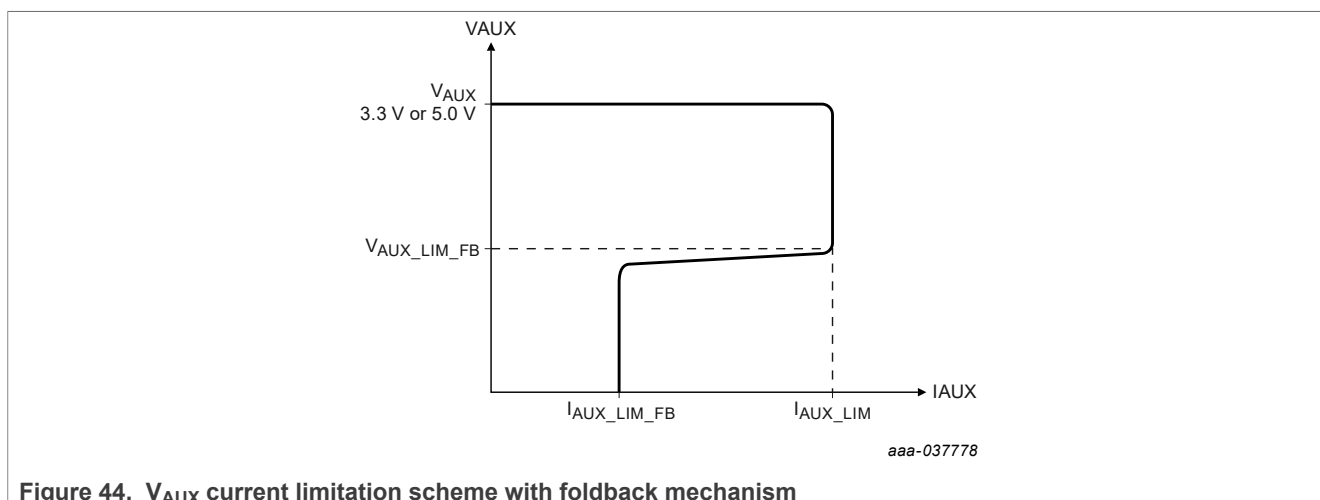 VAUX
VAUX
3.3 V or 5.0 V
VAUX_LIM_FB
IAUX
IAUX_LIM_FB
IAUX_LIM
aaa-037778
Figure 44. VAUX current limitation scheme with foldback mechanism